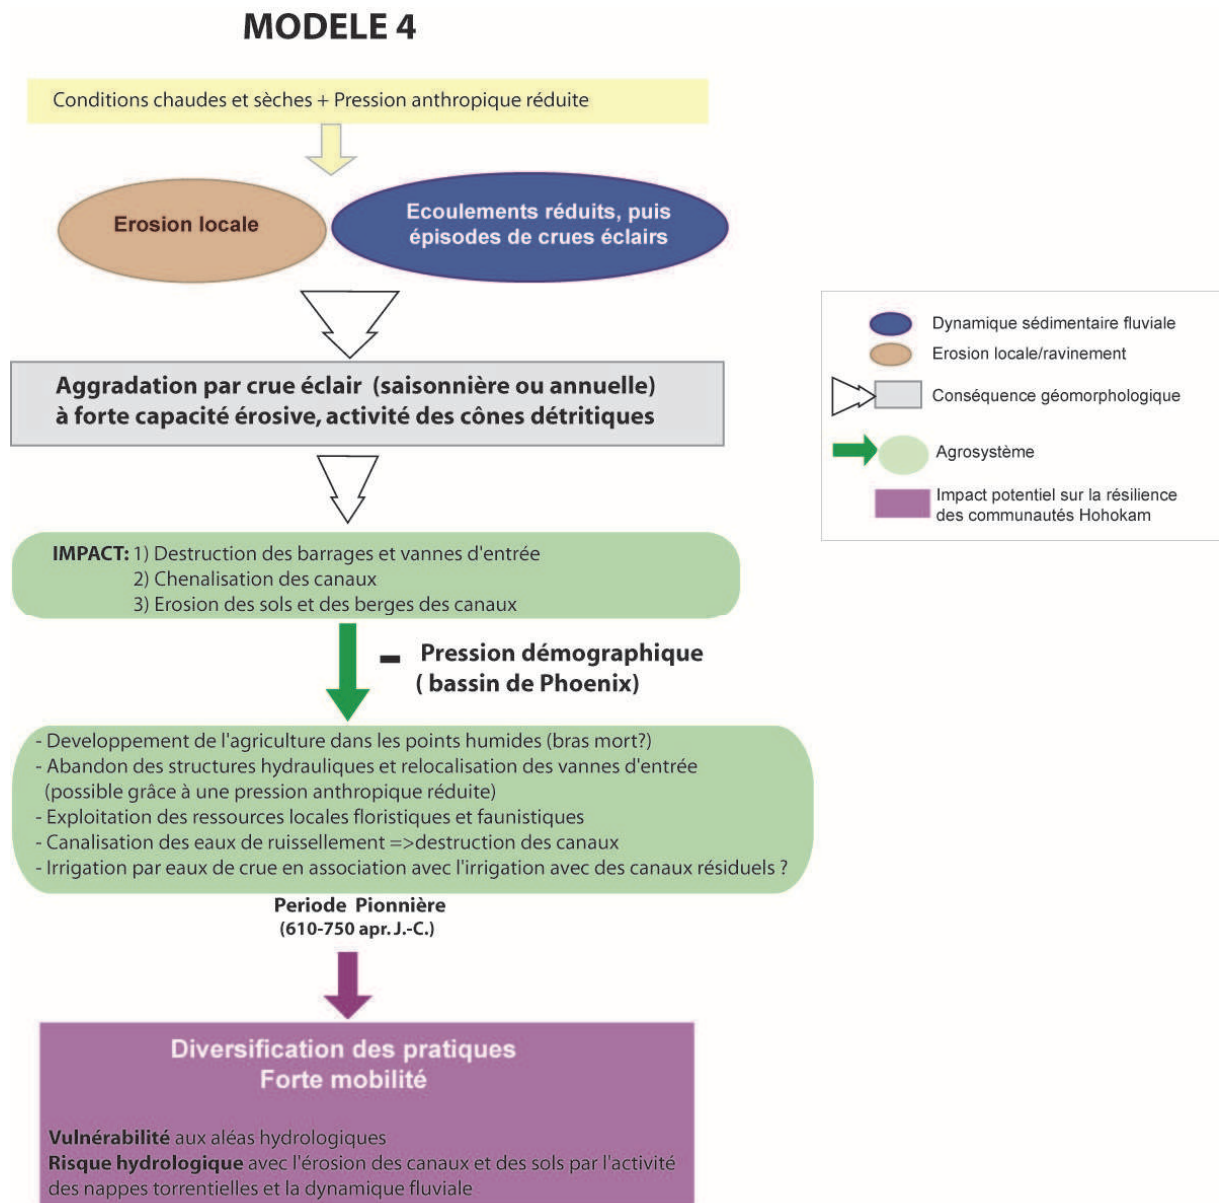 MODELE 4
Conditions chaudes et sèches + Pression anthropique réduite
Erosion locale
Ecoulements réduits, puis
épisodes de crues éclairs
Aggradation par crue éclair (saisonnière ou annuelle)
à forte capacité érosive, activité des cônes détritiques
IMPACT: 1) Destruction des barrages et vannes d'entrée
2) Chenalisation des canaux
3) Erosion des sols et des berges des canaux
- Pression démographique
( bassin de Phoenix)
- Developpement de l'agriculture dans les points humides (bras mort?)
- Abandon des structures hydrauliques et relocalisation des vannes d'entrée
(possible grâce à une pression anthropique réduite)
- Exploitation des ressources locales floristiques et faunistiques
- Canalisation des eaux de ruissellement =>destruction des canaux
- Irrigation par eaux de crue en association avec l'irrigation avec des canaux résiduels ?
Periode Pionnière
(610-750 apr. J.-C.)
Diversification des pratiques
Forte mobilité
Vulnérabilité aux aléas hydrologiques
Risque hydrologique avec l'érosion des canaux et des sols par l'activité
des nappes torrentielles et la dynamique fluviale
Dynamique sédimentaire fluviale
Erosion locale/ravinement
Conséquence géomorphologique
Agrosystème
Impact potentiel sur la résilience
des communautés Hohokam